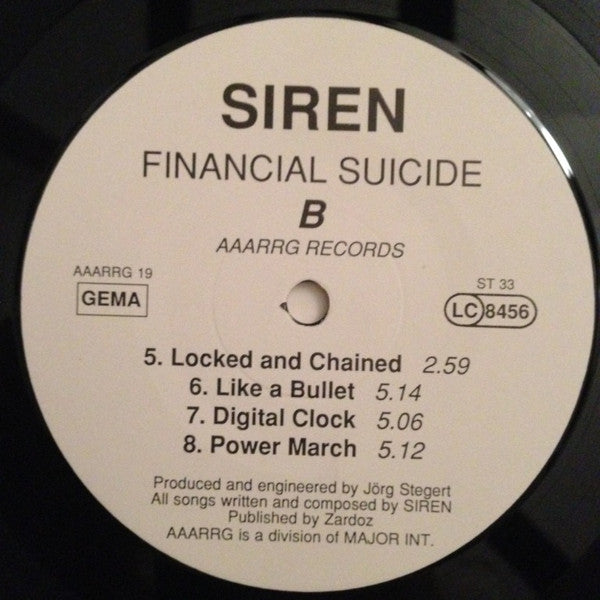 SIREN
FINANCIAL SUICIDE
B
AAARRG RECORDS
AAARRG 19
GEMA
ST 33
LC 8456
5. Locked and Chained 2.59
6. Like a Bullet 5.14
7. Digital Clock 5.06
8. Power March 5.12
Produced and engineered by Jörg Stegert
All songs written and composed by SIREN
Published by Zardoz
AAARRG is a division of MAJOR INT.